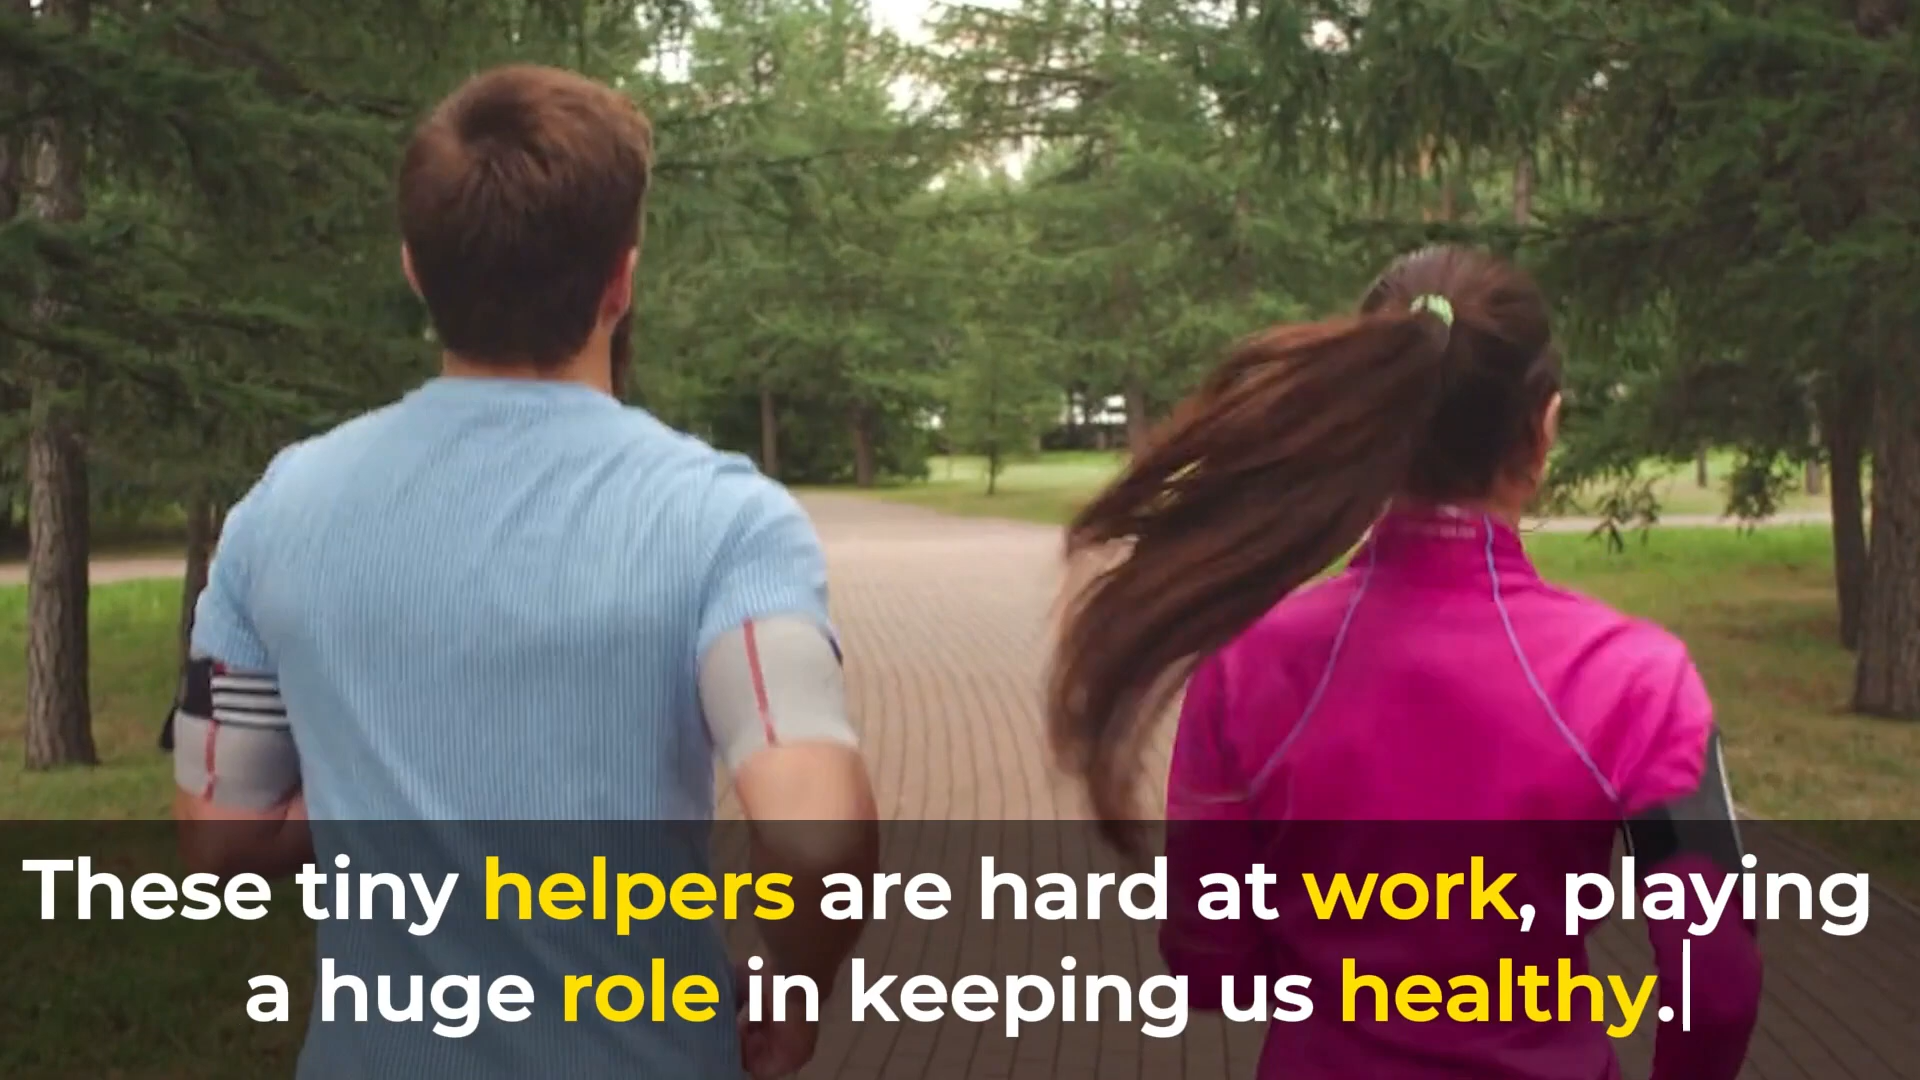 These tiny helpers are hard at work, playing
a huge role in keeping us healthy.